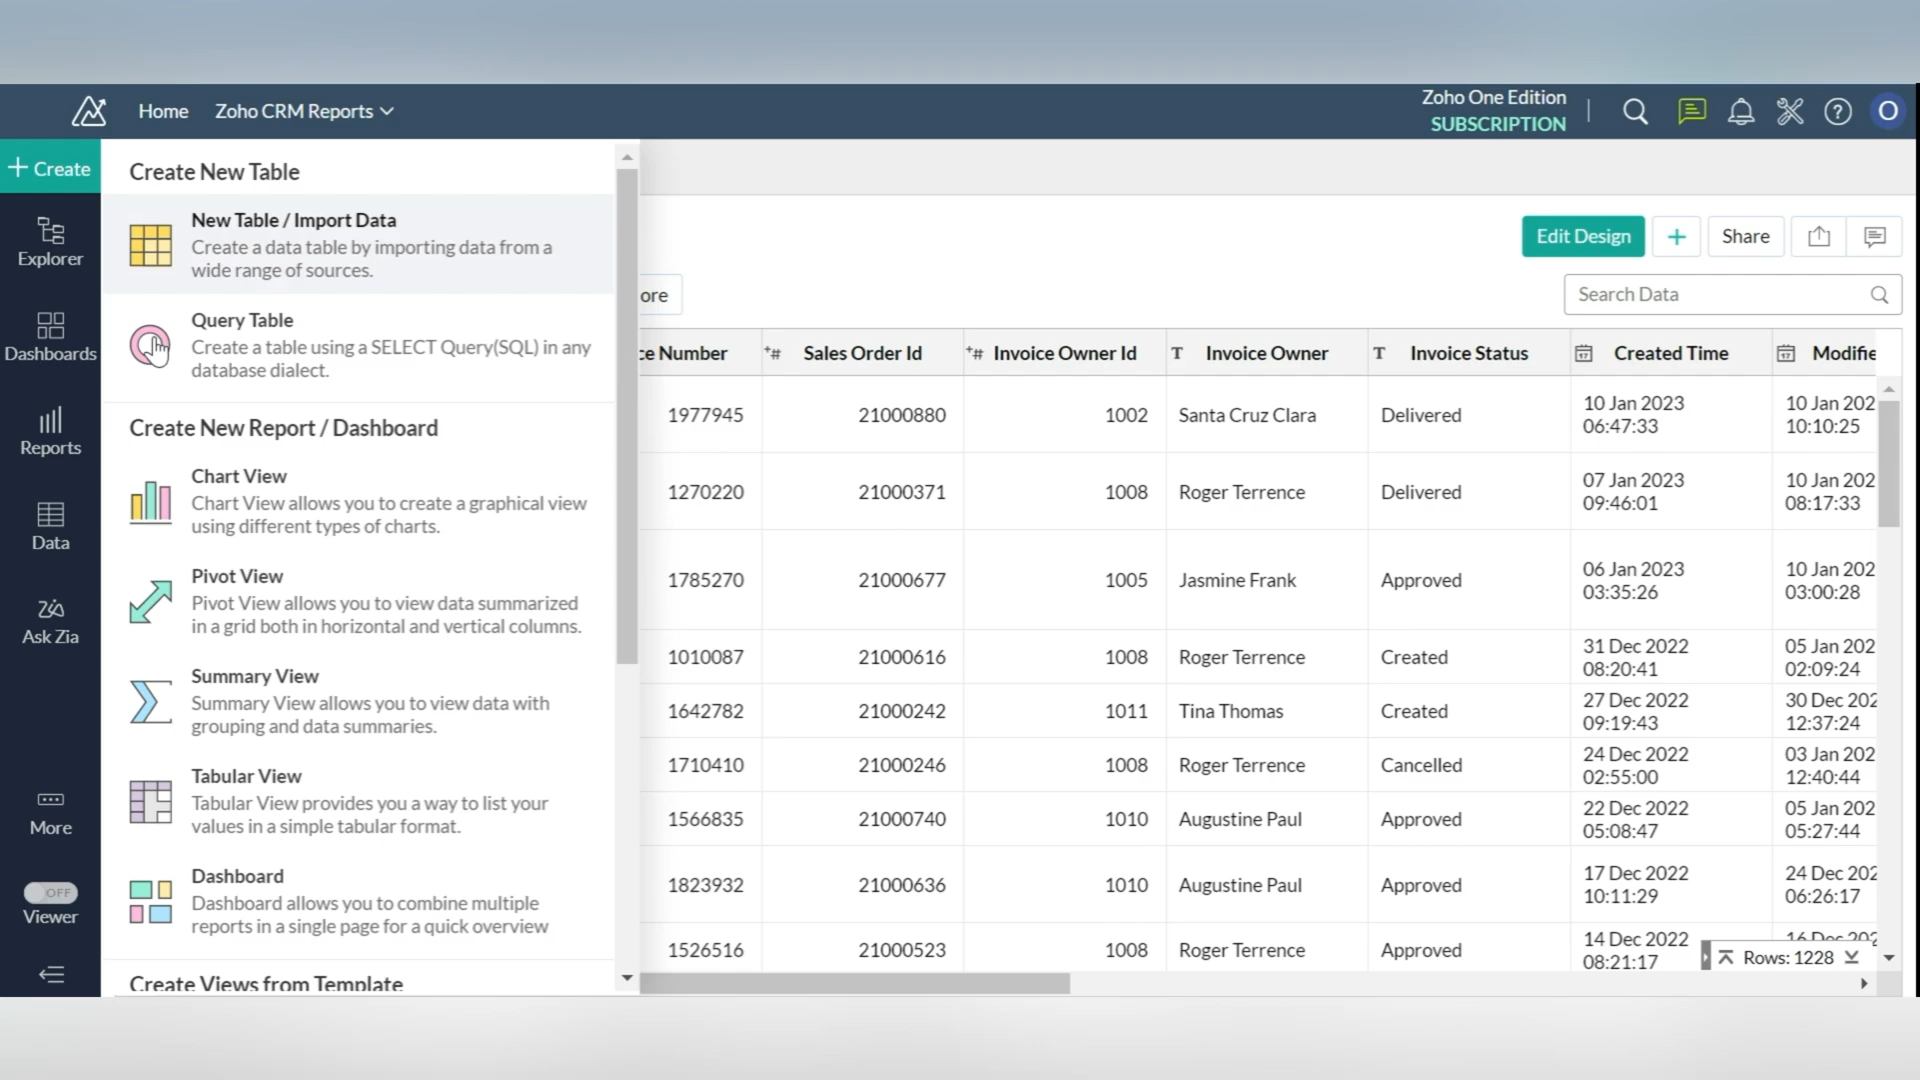 Home
Zoho CRM Reports
Zoho One Edition
SUBSCRIPTION
O
+ Create
Explorer
Dashboards
Reports
Data
Ask Zia
More
OFF
Viewer
Create New Table
New Table / Import Data
Create a data table by importing data from a
wide range of sources.
Query Table
Create a table using a SELECT Query(SQL) in any
database dialect.
Create New Report / Dashboard
Chart View
Chart View allows you to create a graphical view
using different types of charts.
Pivot View
Pivot View allows you to view data summarized
in a grid both in horizontal and vertical columns.
Summary View
Summary View allows you to view data with
grouping and data summaries.
Tabular View
Tabular View provides you a way to list your
values in a simple tabular format.
Dashboard
Dashboard allows you to combine multiple
reports in a single page for a quick overview
Create Views from Template
Edit Design
+
Share
ore
Search Data
ce Number Sales Order Id Invoice Owner Id T Invoice Owner T Invoice Status Created Time Modifie
1977945 21000880 1002 Santa Cruz Clara Delivered 10 Jan 2023 06:47:33 10 Jan 202 10:10:25
1270220 21000371 1008 Roger Terrence Delivered 07 Jan 2023 09:46:01 10 Jan 202 08:17:33
1785270 21000677 1005 Jasmine Frank Approved 06 Jan 2023 03:35:26 10 Jan 202 03:00:28
1010087 21000616 1008 Roger Terrence Created 31 Dec 2022 08:20:41 05 Jan 202 02:09:24
1642782 21000242 1011 Tina Thomas Created 27 Dec 2022 09:19:43 30 Dec 202 12:37:24
1710410 21000246 1008 Roger Terrence Cancelled 24 Dec 2022 02:55:00 03 Jan 202 12:40:44
1566835 21000740 1010 Augustine Paul Approved 22 Dec 2022 05:08:47 05 Jan 202 05:27:44
1823932 21000636 1010 Augustine Paul Approved 17 Dec 2022 10:11:29 24 Dec 202 06:26:17
1526516 21000523 1008 Roger Terrence Approved 14 Dec 2022 08:21:17 16 Dec 202
Rows: 1228